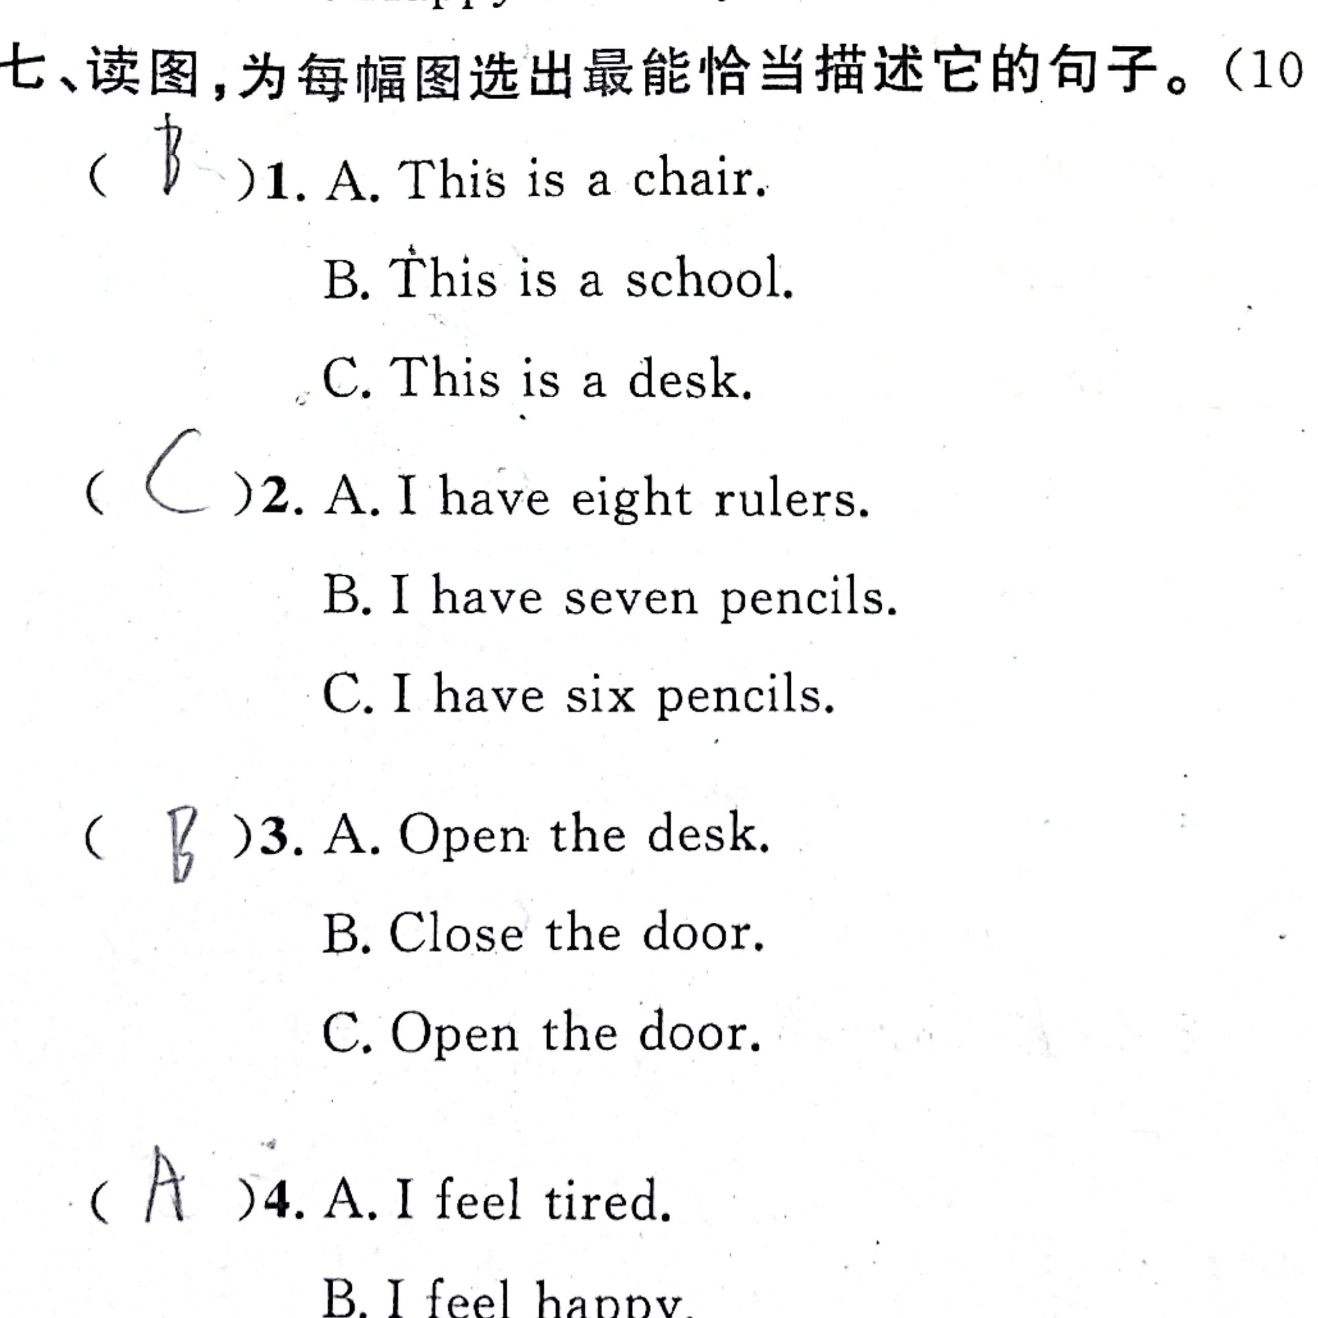 七、读图,为每幅图选出最能恰当描述它的句子。(10
( B )1. A. This is a chair.
B. This is a school.
C. This is a desk.
( C )2. A. I have eight rulers.
B. I have seven pencils.
C. I have six pencils.
( B )3. A. Open the desk.
B. Close the door.
C. Open the door.
( A )4. A. I feel tired.
B. I feel happy.